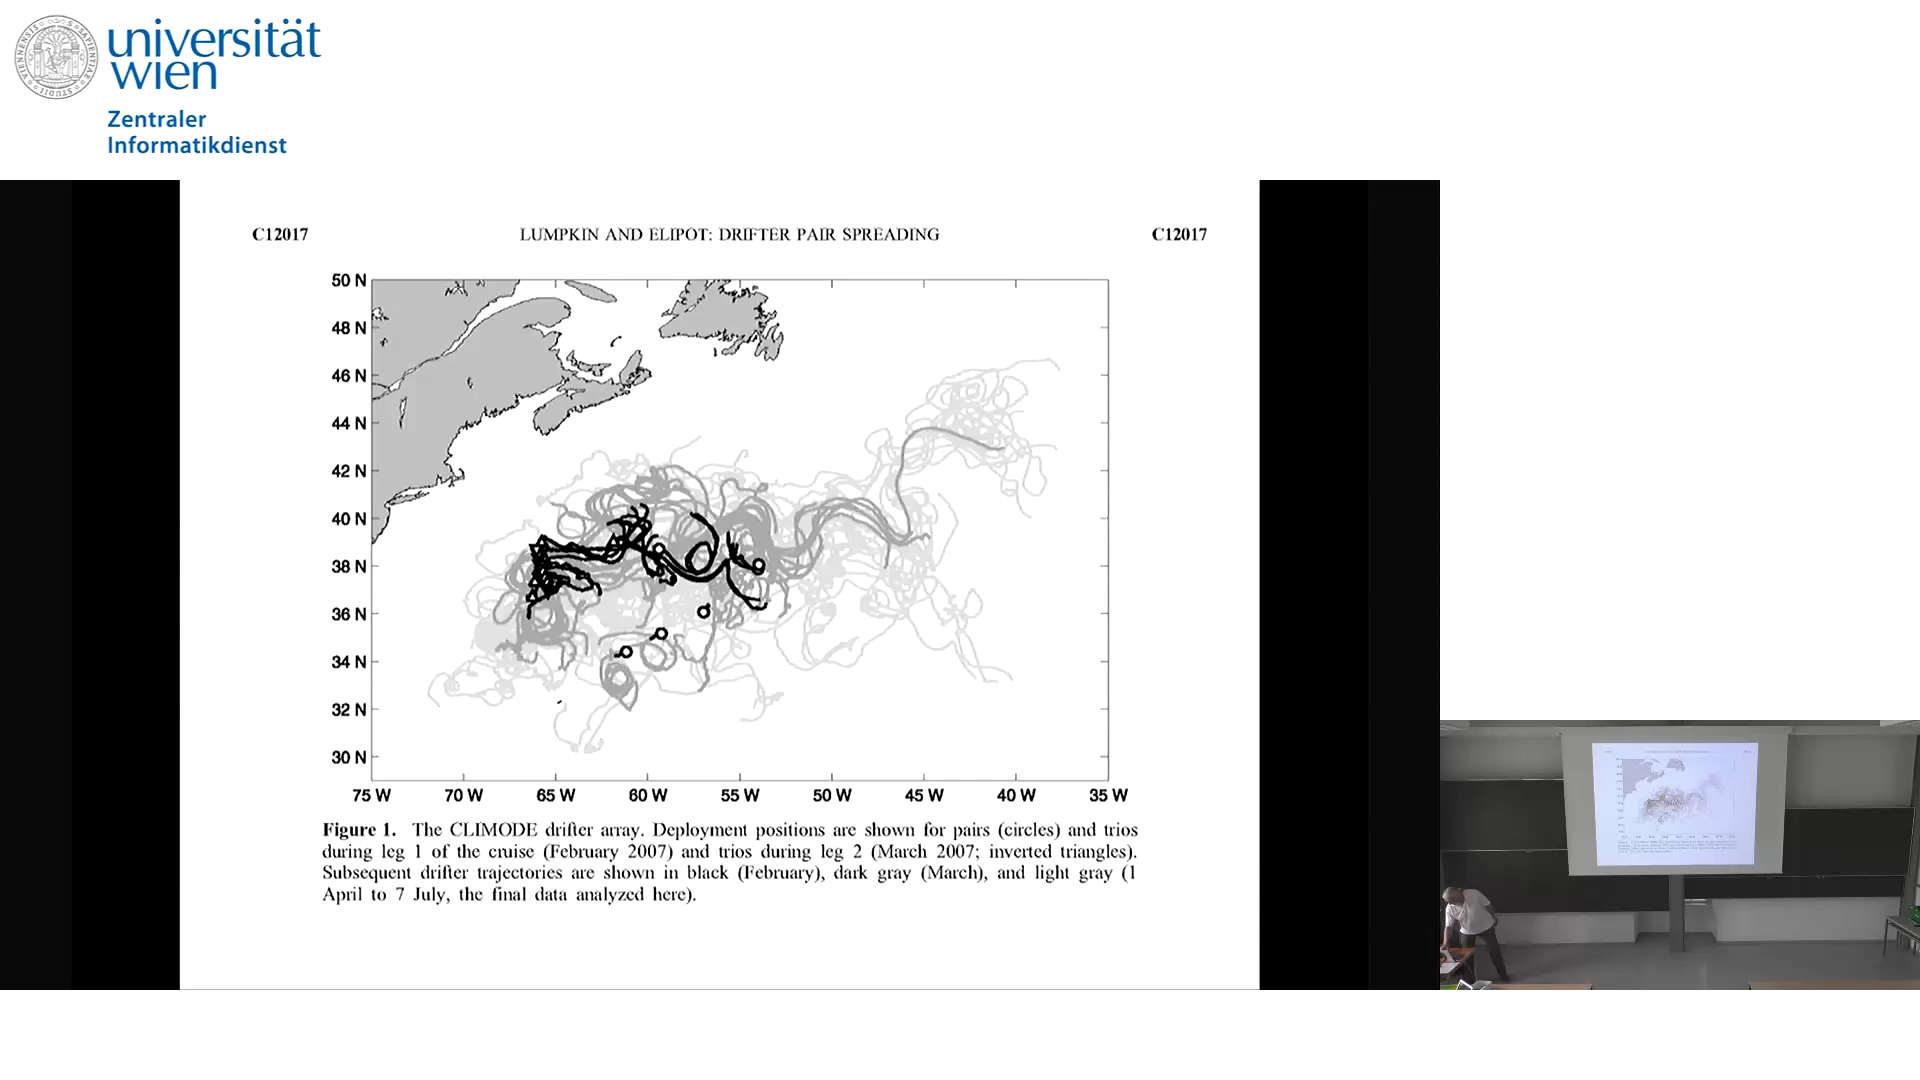 universität
wien
Zentraler
Informatikdienst
C12017 LUMPKIN AND ELIPOT: DRIFTER PAIR SPREADING C12017
50 N
48 N
46 N
44 N
42 N
40 N
38 N
36 N
34 N
32 N
30 N
75 W 70 W 65 W 60 W 55 W 50 W 45 W 40 W 35 W
Figure 1. The CLIMODE drifter array. Deployment positions are shown for pairs (circles) and trios
during leg 1 of the cruise (February 2007) and trios during leg 2 (March 2007; inverted triangles).
Subsequent drifter trajectories are shown in black (February), dark gray (March), and light gray (1
April to 7 July, the final data analyzed here).